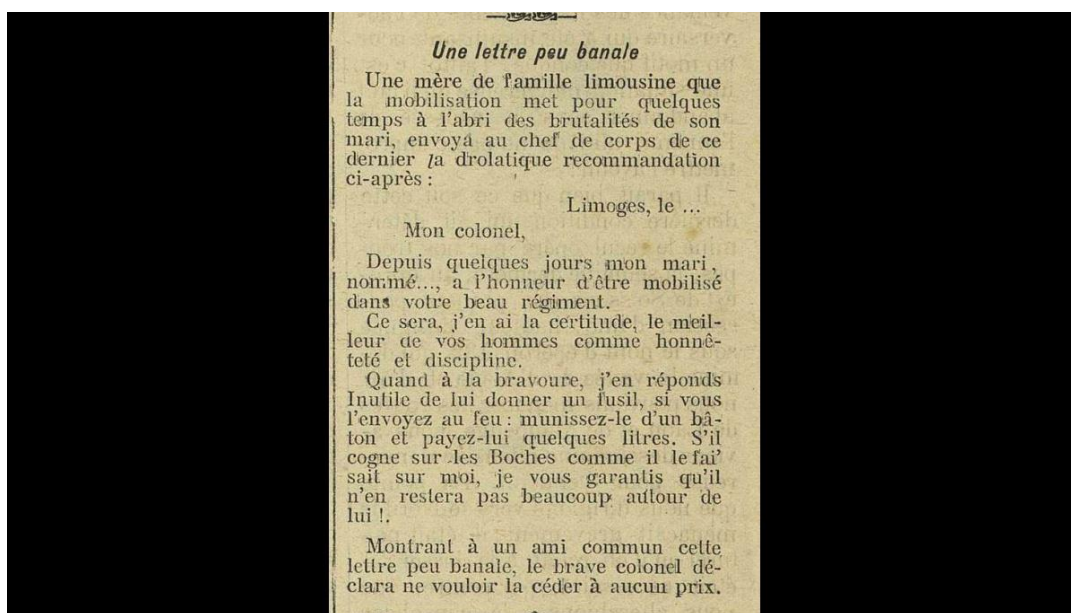 Une lettre peu banale
Une mère de famille limousine que
la mobilisation met pour quelques
temps à l'abri des brutalités de son
mari, envoya au chef de corps de ce
dernier la drolatique recommandation
ci-après :
Limoges, le ...
Mon colonel,
Depuis quelques jours mon mari,
nommé..., a l'honneur d'être mobilisé
dans votre beau régiment.
Ce sera, j'en ai la certitude, le meil-
leur de vos hommes comme honnê-
teté et discipline.
Quand à la bravoure, j'en réponds
Inutile de lui donner un fusil, si vous
l'envoyez au feu : munissez-le d'un bâ-
ton et payez-lui quelques litres. S'il
cogne sur les Boches comme il le fai'
sait sur moi, je vous garantis qu'il
n'en restera pas beaucoup autour de
lui !.
Montrant à un ami commun cette
lettre peu banale, le brave colonel dé-
clara ne vouloir la céder à aucun prix.